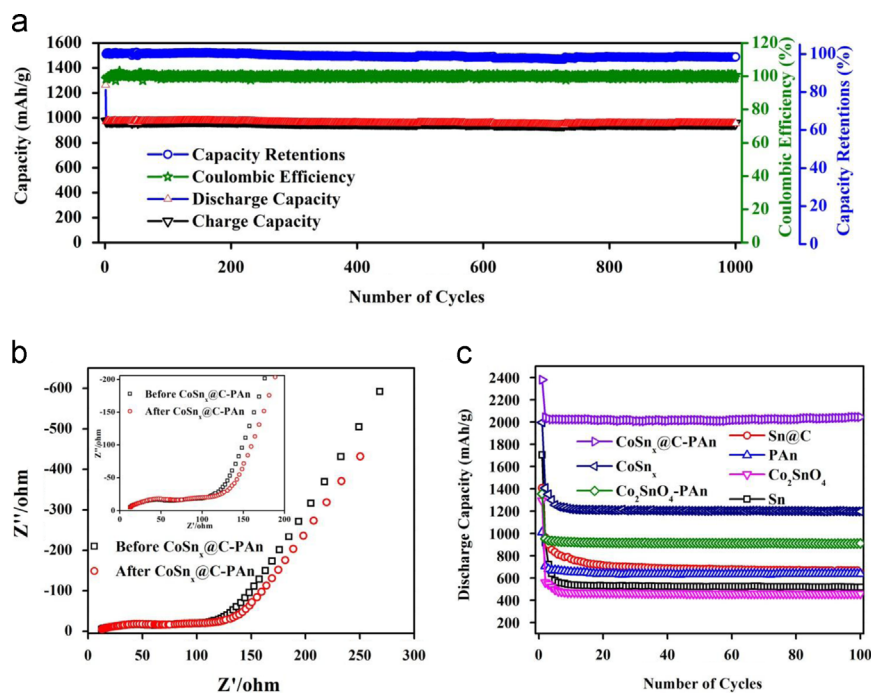 a
1600
1400
1200
1000
800
600
400
200
0
Capacity (mAh/g)
Capacity Retentions
Coulombic Efficiency
Discharge Capacity
Charge Capacity
0 200 400 600 800 1000
Number of Cycles
120
100
80
60
40
20
0
Coulombic Efficiency (%)
100
80
60
40
20
0
Capacity Retentions (%)
b
-600
-500
-400
-300
-200
-100
0
Z''/ohm
-200
-150
-100
-50
0
Z''/ohm
Before CoSnₓ@C-PAn
After CoSnₓ@C-PAn
0 50 100 150 200
Z'/ohm
Before CoSnₓ@C-PAn
After CoSnₓ@C-PAn
0 50 100 150 200 250 300
Z'/ohm
c
2400
2200
2000
1800
1600
1400
1200
1000
800
600
400
200
Discharge Capacity (mAh/g)
CoSnₓ@C-PAn
CoSnₓ
Co₂SnO₄-PAn
Sn@C
PAn
Co₂SnO₄
Sn
0 20 40 60 80 100
Number of Cycles